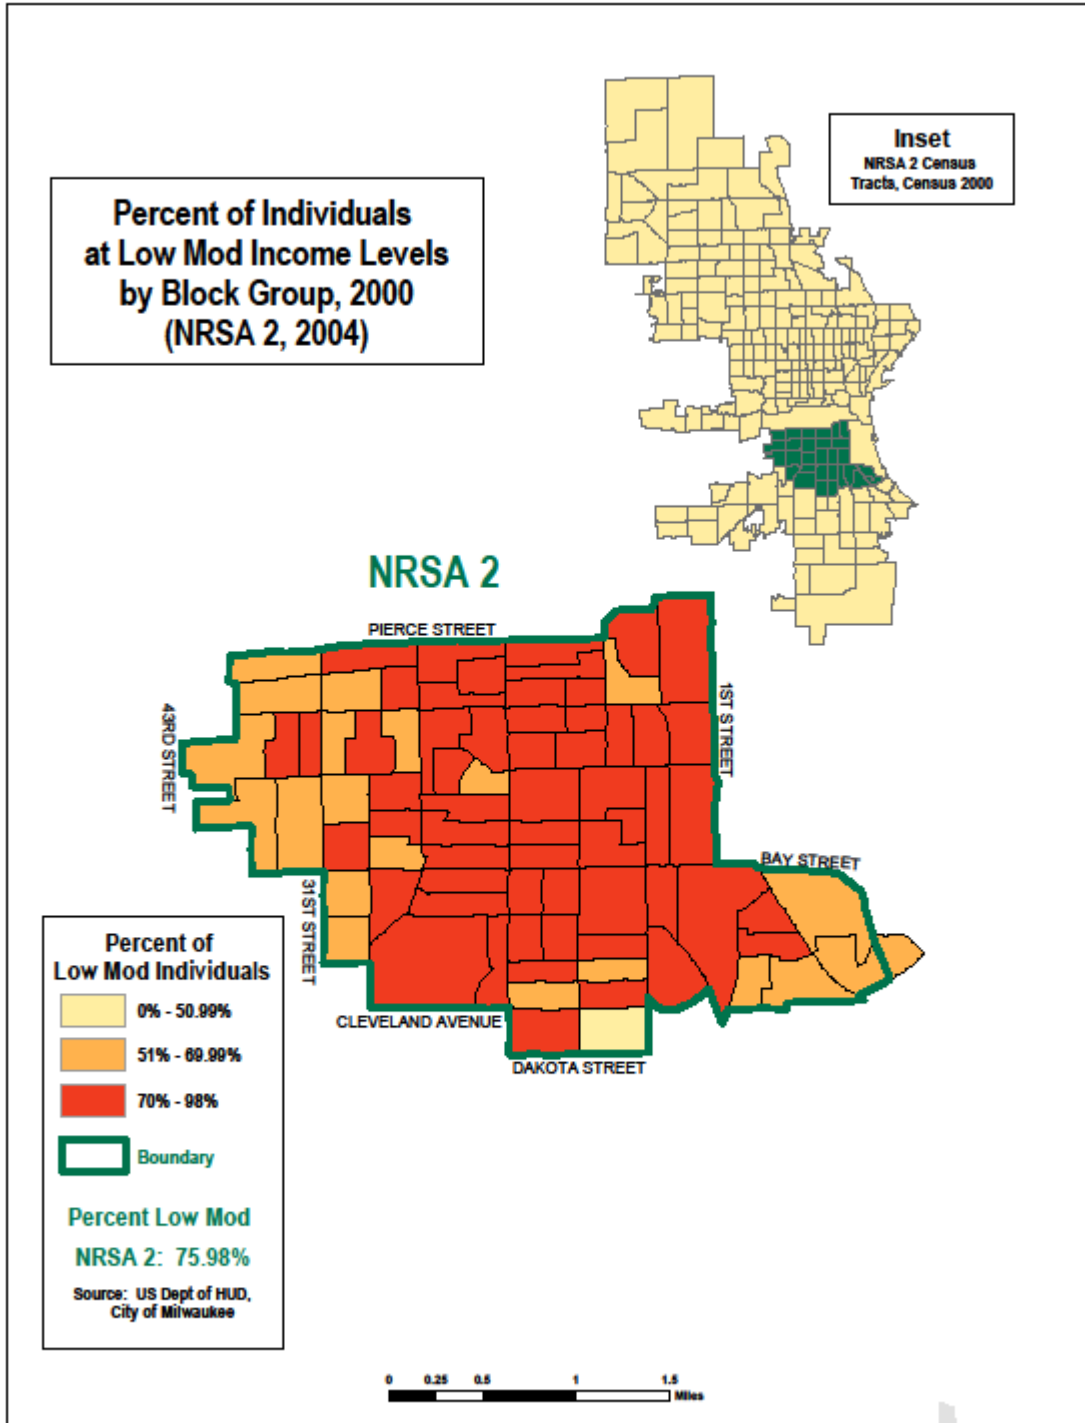 Inset
NRSA 2 Census
Tracts, Census 2000
Percent of Individuals
at Low Mod Income Levels
by Block Group, 2000
(NRSA 2, 2004)
NRSA 2
PIERCE STREET
43RD STREET
1ST STREET
BAY STREET
31ST STREET
CLEVELAND AVENUE
DAKOTA STREET
Percent of
Low Mod Individuals
0% - 50.99%
51% - 69.99%
70% - 98%
Boundary
Percent Low Mod
NRSA 2: 75.98%
Source: US Dept of HUD,
City of Milwaukee
0 0.25 0.5 1 1.5
Miles